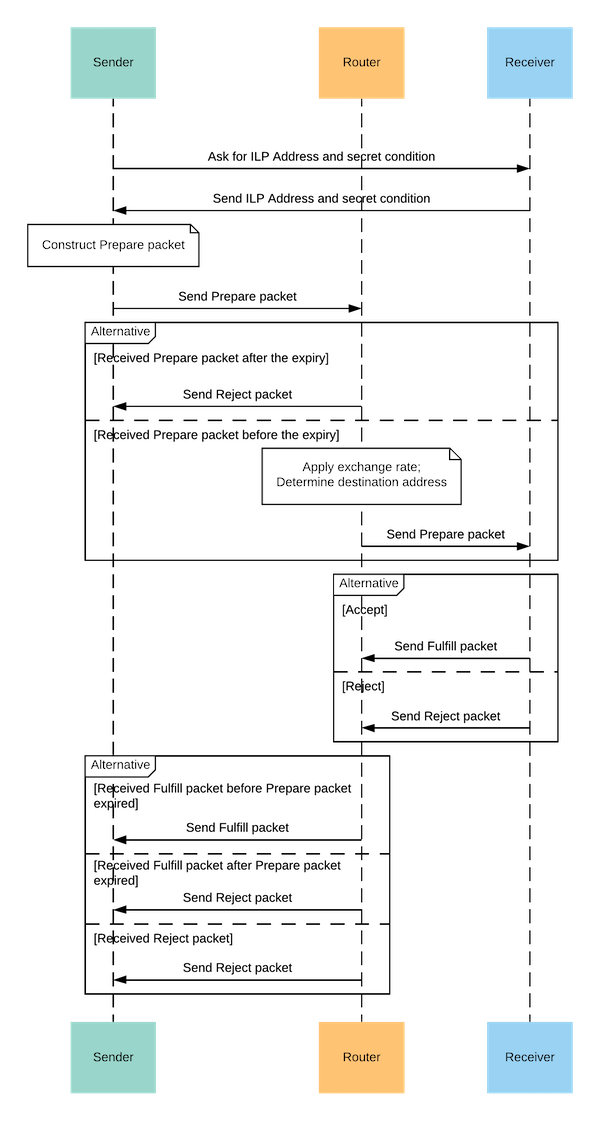 Sender
Router
Receiver
Ask for ILP Address and secret condition
Send ILP Address and secret condition
Construct Prepare packet
Send Prepare packet
Alternative
[Received Prepare packet after the expiry]
Send Reject packet
[Received Prepare packet before the expiry]
Apply exchange rate;
Determine destination address
Send Prepare packet
Alternative
[Accept]
Send Fulfill packet
[Reject]
Send Reject packet
Alternative
[Received Fulfill packet before Prepare packet
expired]
Send Fulfill packet
[Received Fulfill packet after Prepare packet
expired]
Send Reject packet
[Received Reject packet]
Send Reject packet
Sender
Router
Receiver